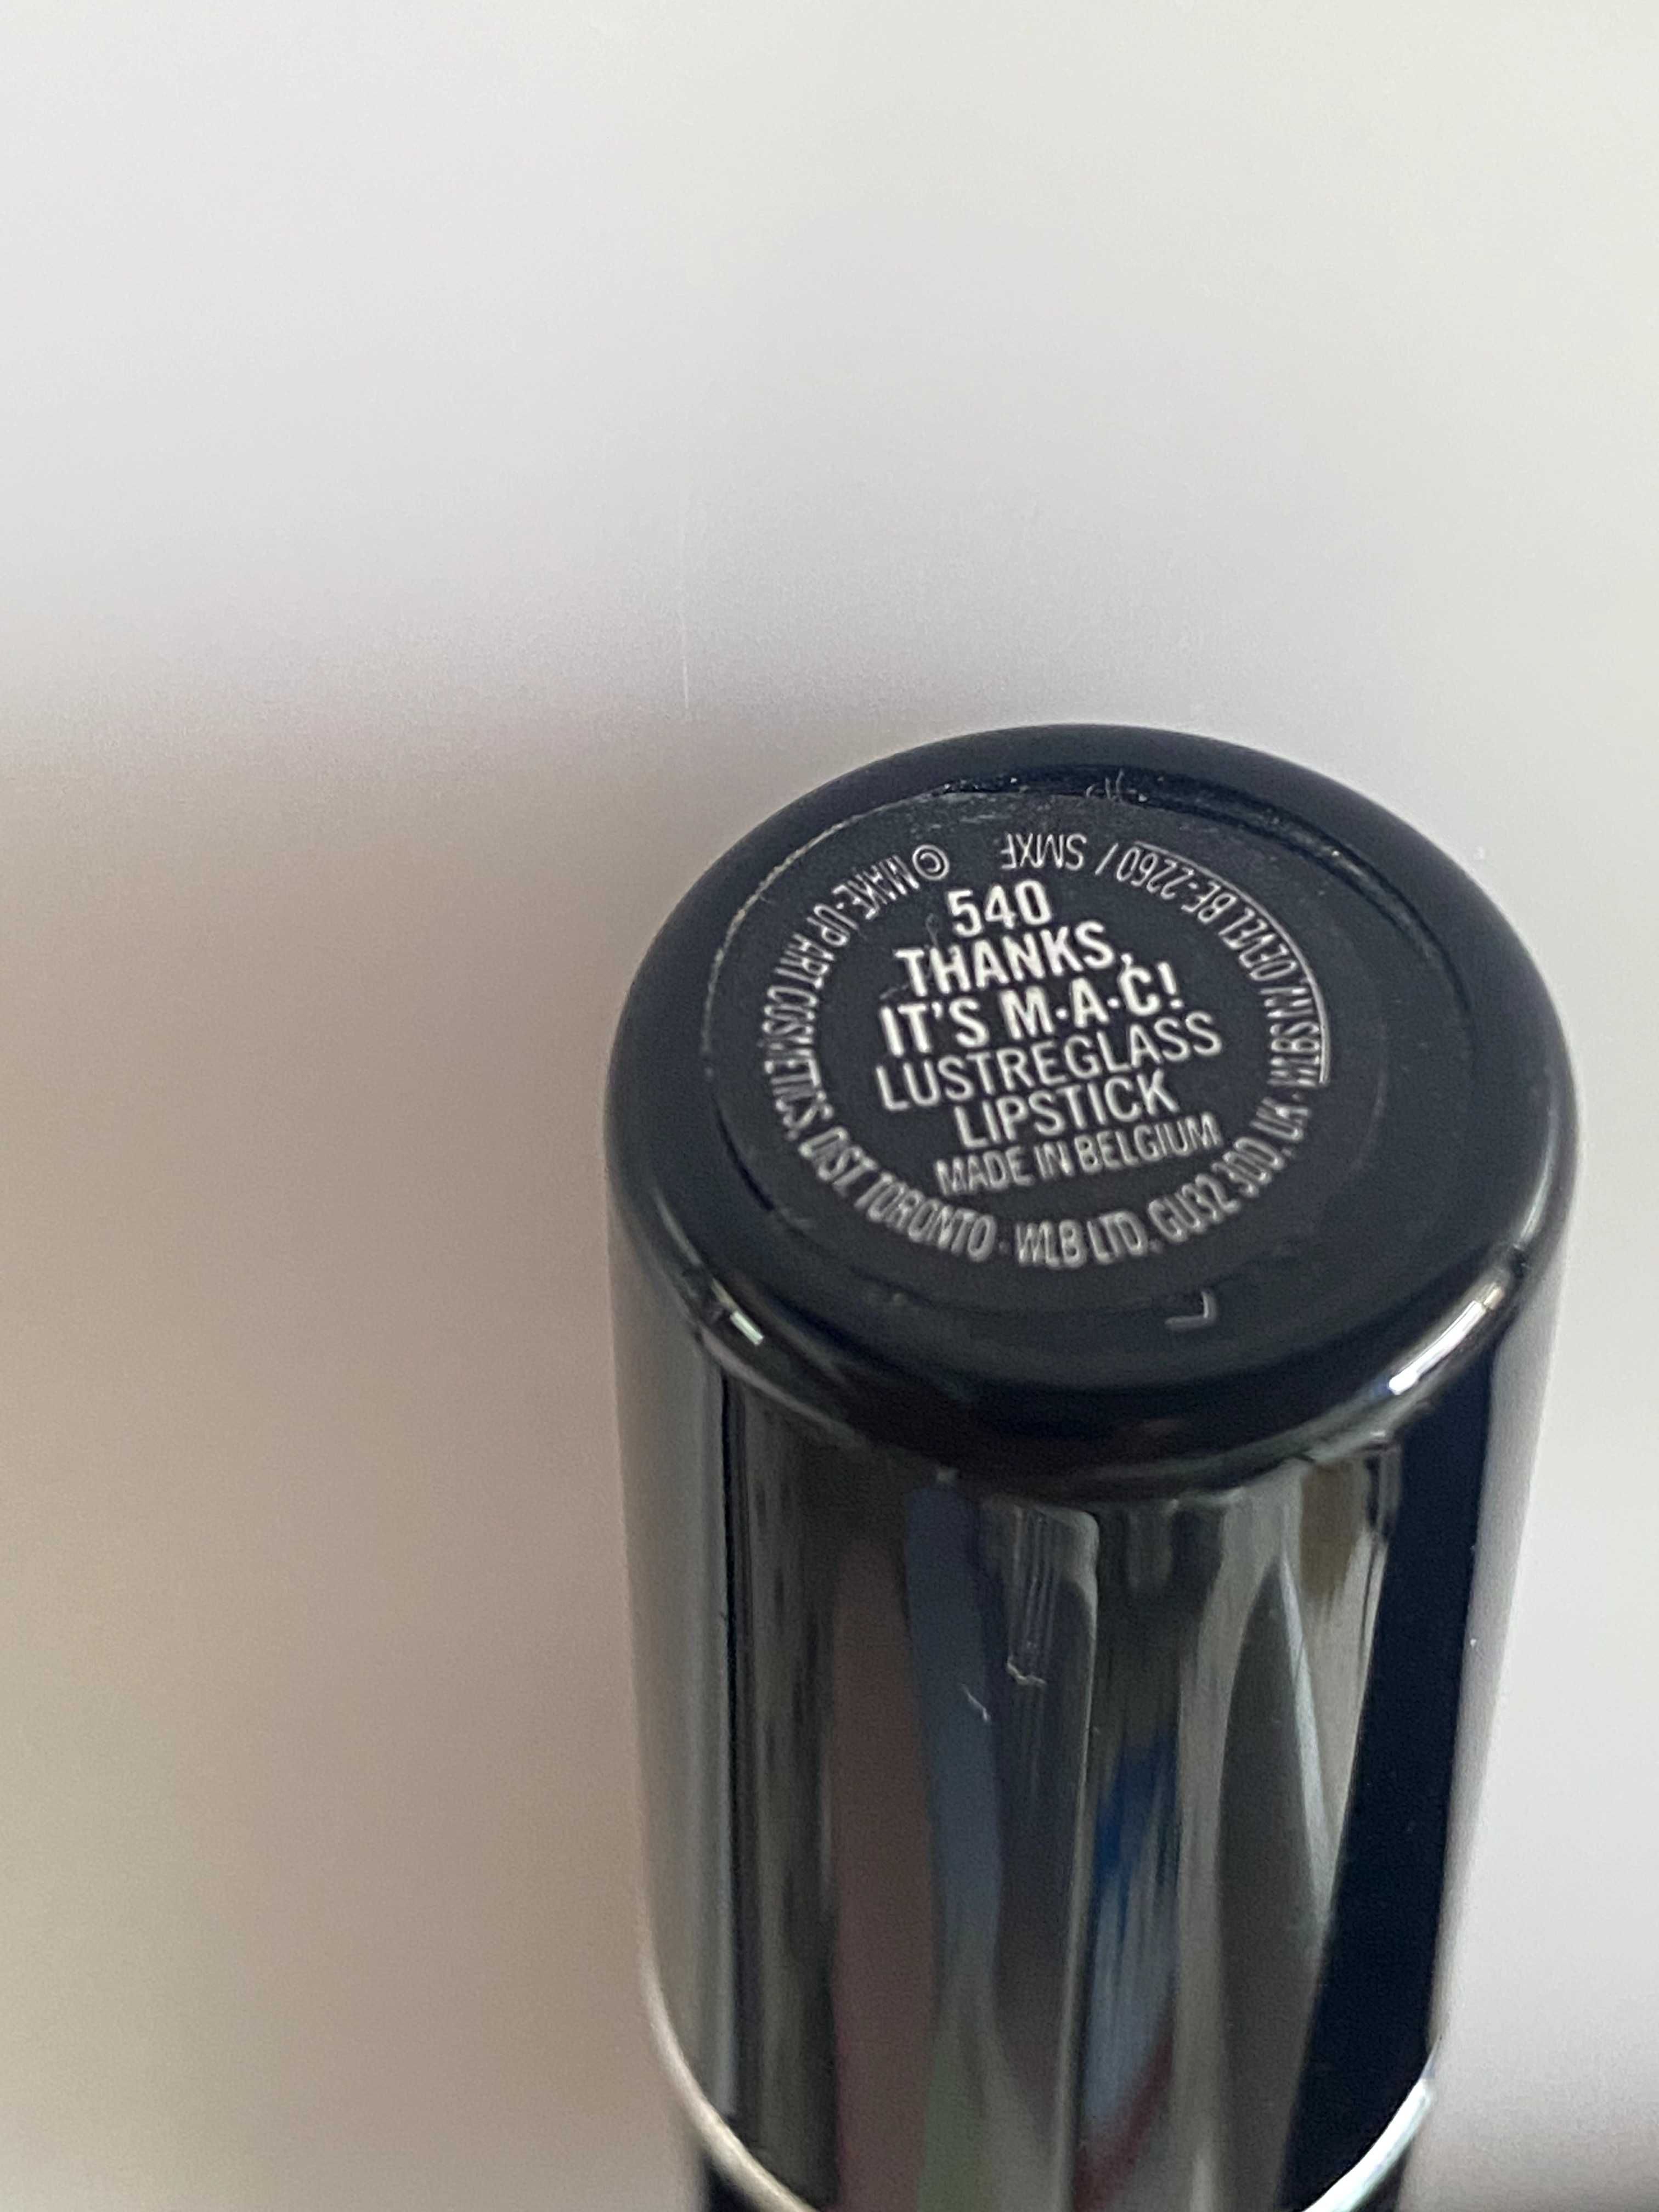 540
THANKS,
IT'S M·A·C!
LUSTREGLASS
LIPSTICK
MADE IN BELGIUM
© MAKE-UP ART COSMETICS, DIST. TORONTO · WLB LTD. GU32 3DD, UK · WLBSNV, OEVEL BE-2260 / SMXF